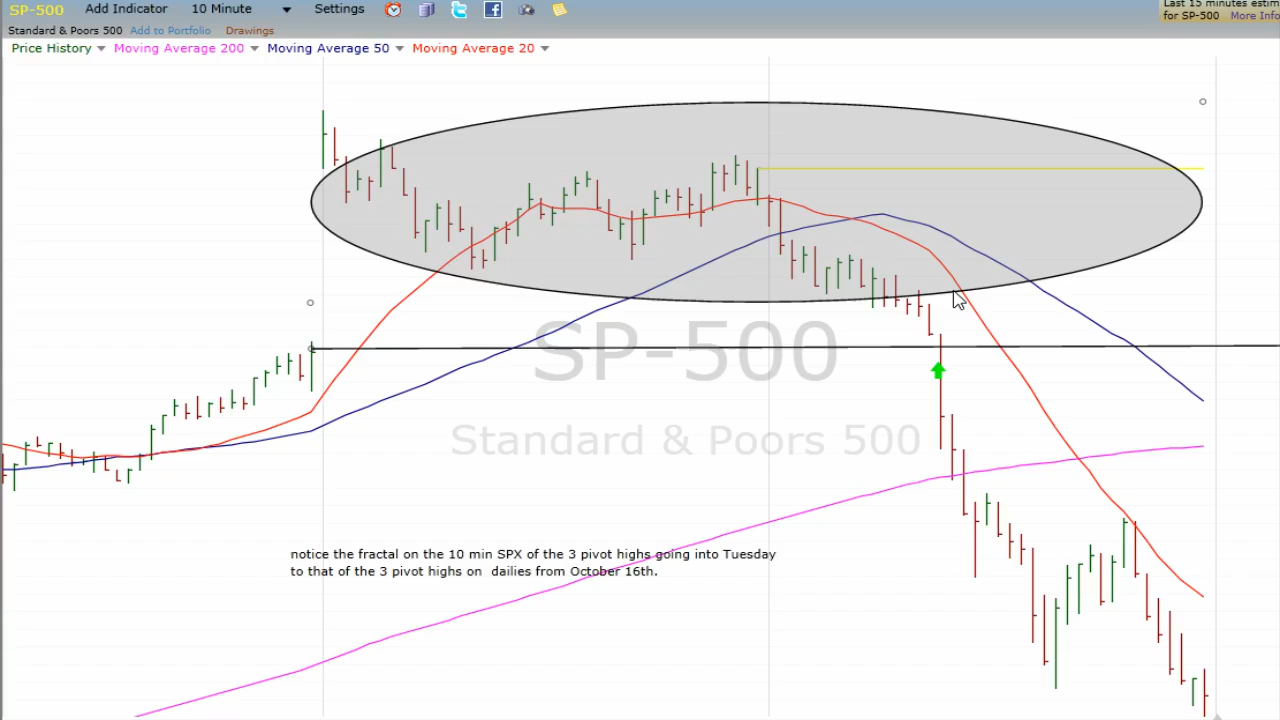 SP-500 Add Indicator 10 Minute Settings Last 15 minutes estim
for SP-500 More Info
Standard & Poors 500 Add to Portfolio Drawings
Price History Moving Average 200 Moving Average 50 Moving Average 20
SP-500
Standard & Poors 500
notice the fractal on the 10 min SPX of the 3 pivot highs going into Tuesday
to that of the 3 pivot highs on dailies from October 16th.